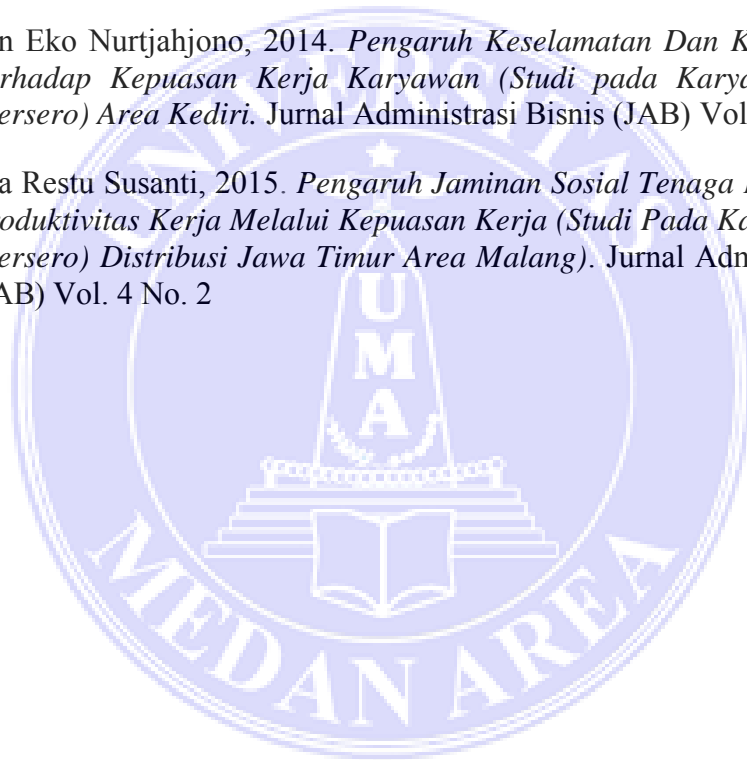 n Eko Nurtjahjono, 2014. Pengaruh Keselamatan Dan K
rhadap Kepuasan Kerja Karyawan (Studi pada Karya
ersero) Area Kediri. Jurnal Administrasi Bisnis (JAB) Vol
a Restu Susanti, 2015. Pengaruh Jaminan Sosial Tenaga
roduktivitas Kerja Melalui Kepuasan Kerja (Studi Pada Ka
ersero) Distribusi Jawa Timur Area Malang). Jurnal Adm
AB) Vol. 4 No. 2
UNIVERSITAS
U
M
A
MEDAN AREA